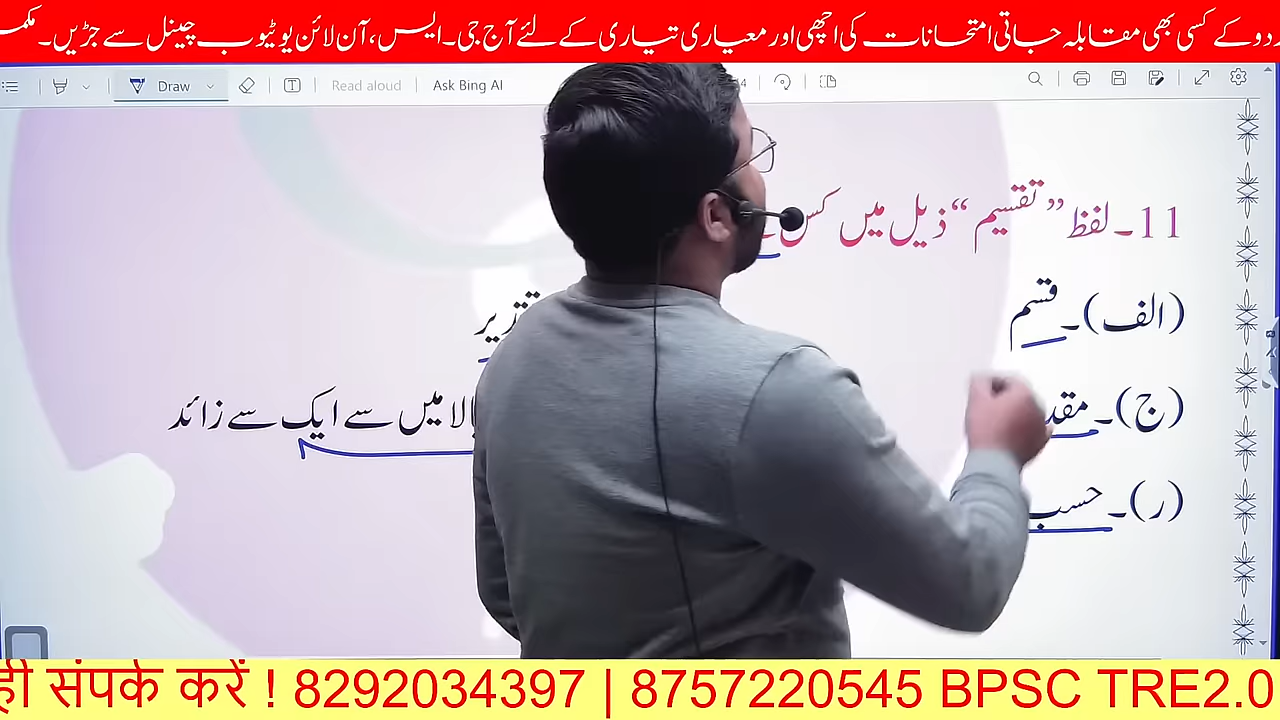 دو کے کسی بھی مقابلہ جاتی امتحانات کی اچھی اور معیاری تیاری کے لئے آج جی۔ایس، آن لائن یوٹیوب چینل سے جڑیں۔
Draw Read aloud Ask Bing AI
11۔ لفظ ”تقسیم“ ذیل میں کس
(الف)۔ قسم
(ج)۔
بالا میں سے ایک سے زائد
(ر)۔ حسب
ही संपर्क करें ! 8292034397 | 8757220545 BPSC TRE2.0